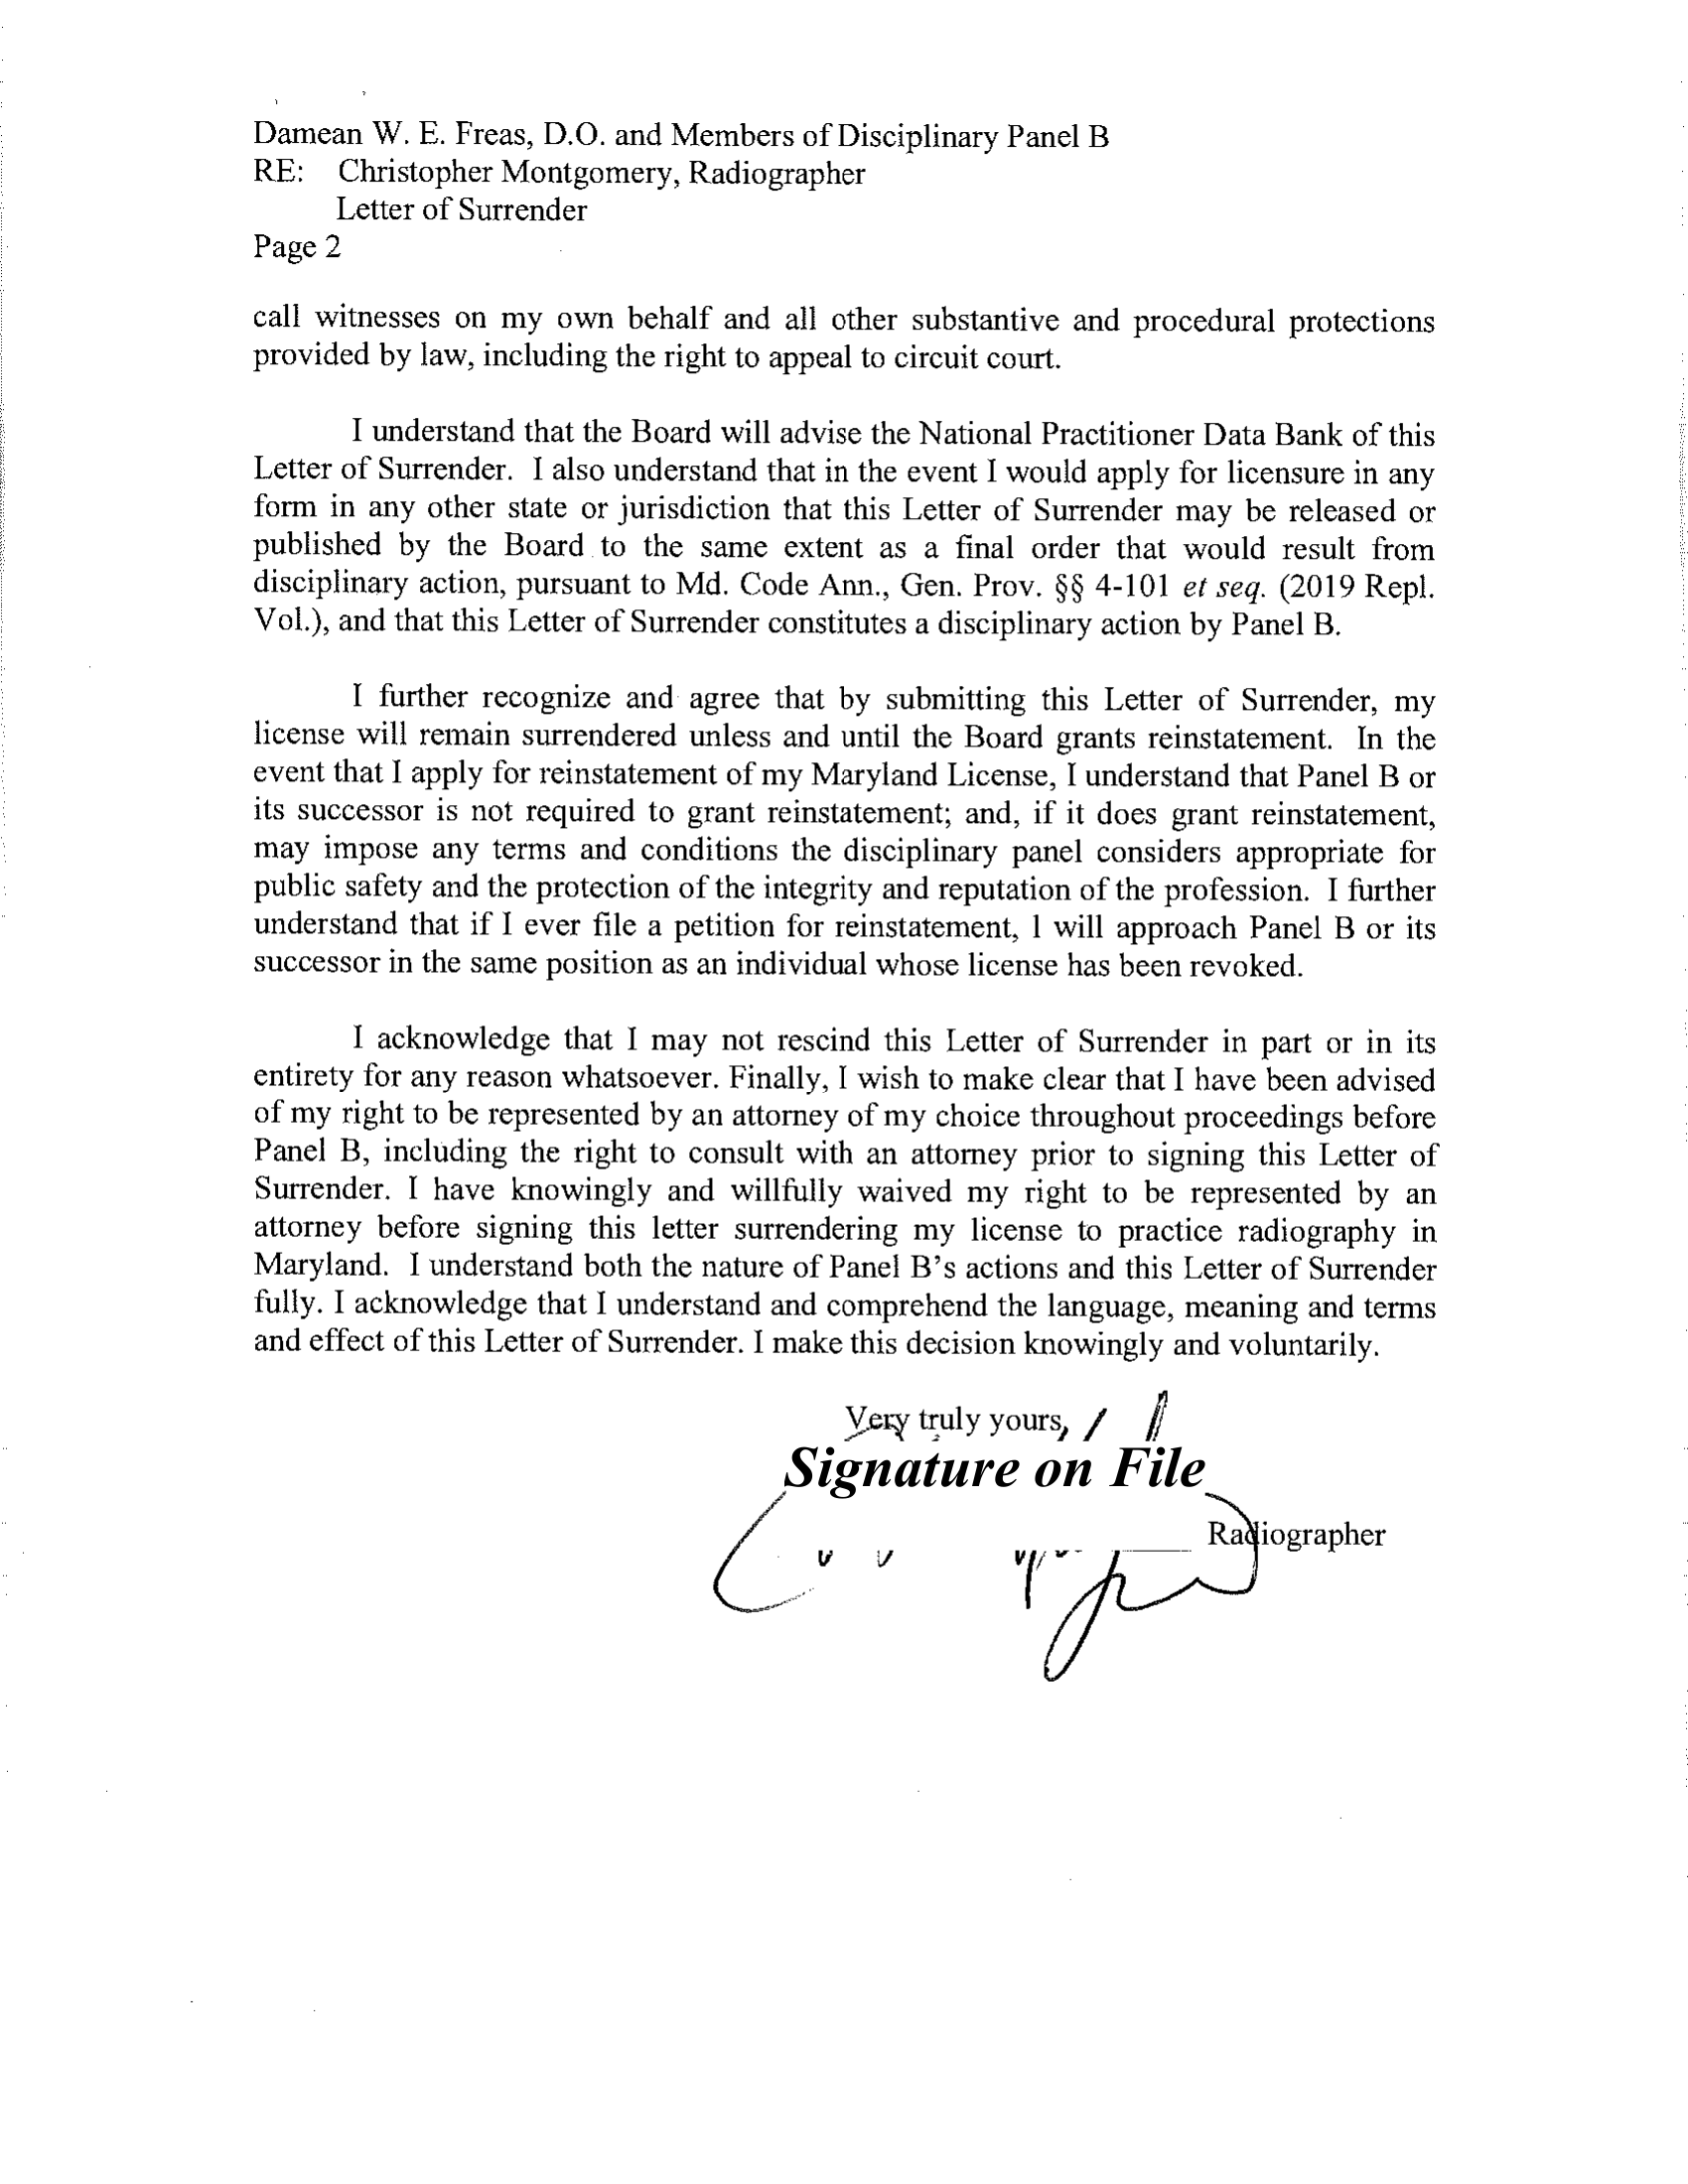 Damean W. E. Freas, D.O. and Members of Disciplinary Panel B
RE: Christopher Montgomery, Radiographer
Letter of Surrender
Page 2
call witnesses on my own behalf and all other substantive and procedural protections
provided by law, including the right to appeal to circuit court.
I understand that the Board will advise the National Practitioner Data Bank of this
Letter of Surrender. I also understand that in the event I would apply for licensure in any
form in any other state or jurisdiction that this Letter of Surrender may be released or
published by the Board to the same extent as a final order that would result from
disciplinary action, pursuant to Md. Code Ann., Gen. Prov. §§ 4-101 et seq. (2019 Repl.
Vol.), and that this Letter of Surrender constitutes a disciplinary action by Panel B.
I further recognize and agree that by submitting this Letter of Surrender, my
license will remain surrendered unless and until the Board grants reinstatement. In the
event that I apply for reinstatement of my Maryland License, I understand that Panel B or
its successor is not required to grant reinstatement; and, if it does grant reinstatement,
may impose any terms and conditions the disciplinary panel considers appropriate for
public safety and the protection of the integrity and reputation of the profession. I further
understand that if I ever file a petition for reinstatement, I will approach Panel B or its
successor in the same position as an individual whose license has been revoked.
I acknowledge that I may not rescind this Letter of Surrender in part or in its
entirety for any reason whatsoever. Finally, I wish to make clear that I have been advised
of my right to be represented by an attorney of my choice throughout proceedings before
Panel B, including the right to consult with an attorney prior to signing this Letter of
Surrender. I have knowingly and willfully waived my right to be represented by an
attorney before signing this letter surrendering my license to practice radiography in
Maryland. I understand both the nature of Panel B's actions and this Letter of Surrender
fully. I acknowledge that I understand and comprehend the language, meaning and terms
and effect of this Letter of Surrender. I make this decision knowingly and voluntarily.
Very truly yours,
Signature on File
Radiographer